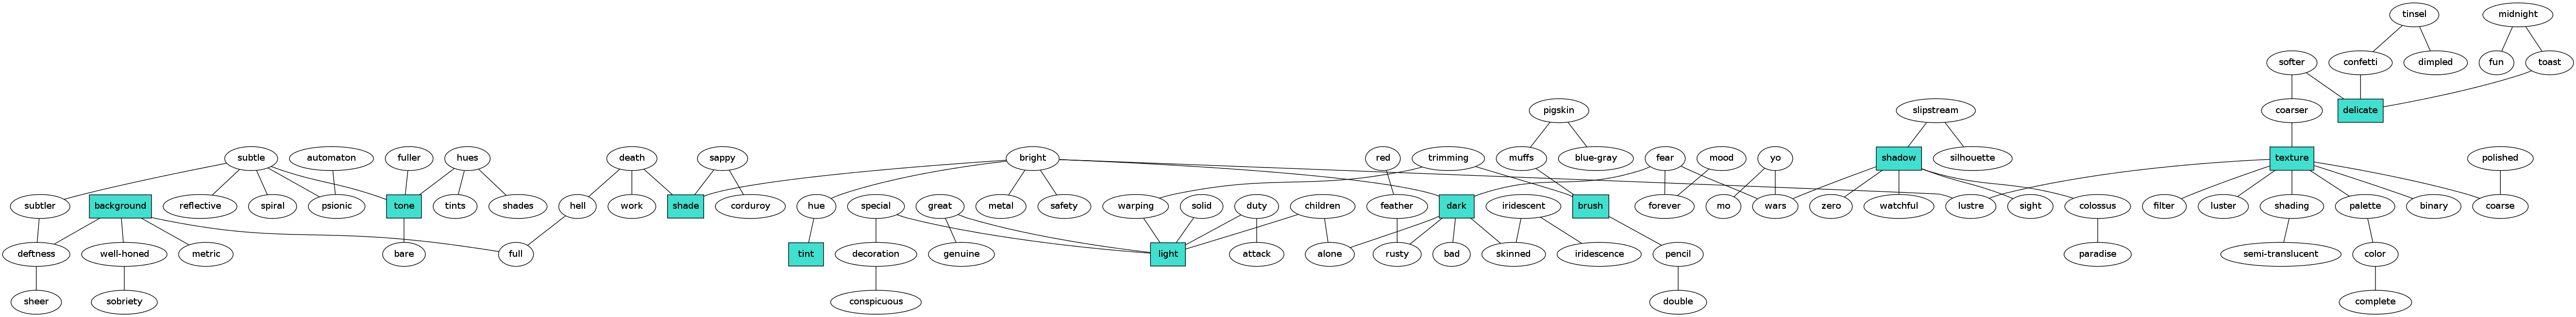 tinsel midnight
softer confetti dimpled fun toast
pigskin slipstream coarser delicate
subtle automaton fuller hues death sappy bright red trimming muffs blue-gray fear mood yo shadow silhouette texture polished
subtler background reflective spiral psionic tone tints shades hell work shade corduroy hue special great metal safety warping solid duty children feather dark iridescent brush forever mo wars zero watchful lustre sight colossus filter luster shading palette binary coarse
deftness well-honed metric bare full tint decoration genuine light attack alone rusty bad skinned iridescence pencil paradise semi-translucent color
sheer sobriety conspicuous double complete